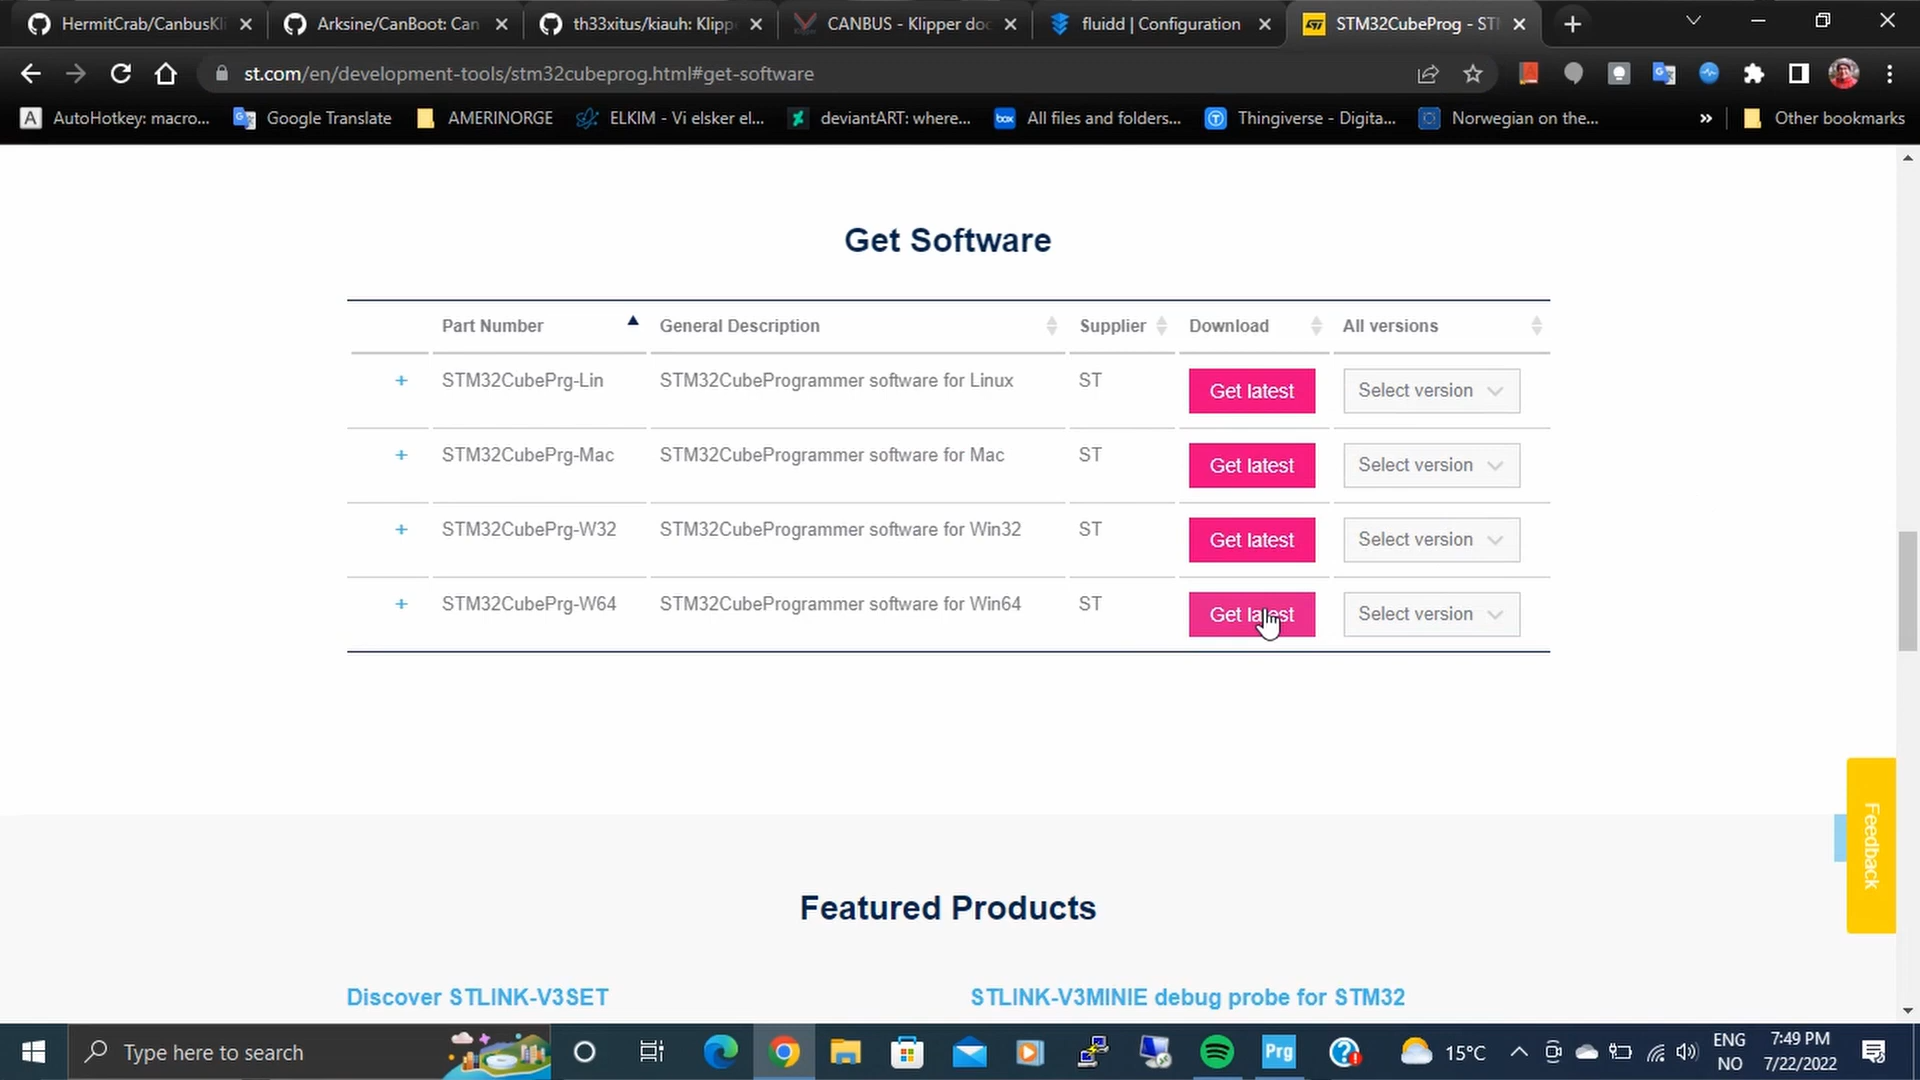 HermitCrab/CanbusKli
Arksine/CanBoot: Can
th33xitus/kiauh: Klippe
CANBUS - Klipper doc
fluidd | Configuration
STM32CubeProg - STM
st.com/en/development-tools/stm32cubeprog.html#get-software
AutoHotkey: macro...
Google Translate
AMERINORGE
ELKIM - Vi elsker el...
deviantART: where...
box
All files and folders...
Thingiverse - Digita...
Norwegian on the...
»
Other bookmarks
Get Software
Part Number General Description Supplier Download All versions
+ STM32CubePrg-Lin STM32CubeProgrammer software for Linux ST Get latest Select version
+ STM32CubePrg-Mac STM32CubeProgrammer software for Mac ST Get latest Select version
+ STM32CubePrg-W32 STM32CubeProgrammer software for Win32 ST Get latest Select version
+ STM32CubePrg-W64 STM32CubeProgrammer software for Win64 ST Get latest Select version
Feedback
Featured Products
Discover STLINK-V3SET
STLINK-V3MINIE debug probe for STM32
Type here to search
Prg
15°C
ENG
NO
7:49 PM
7/22/2022